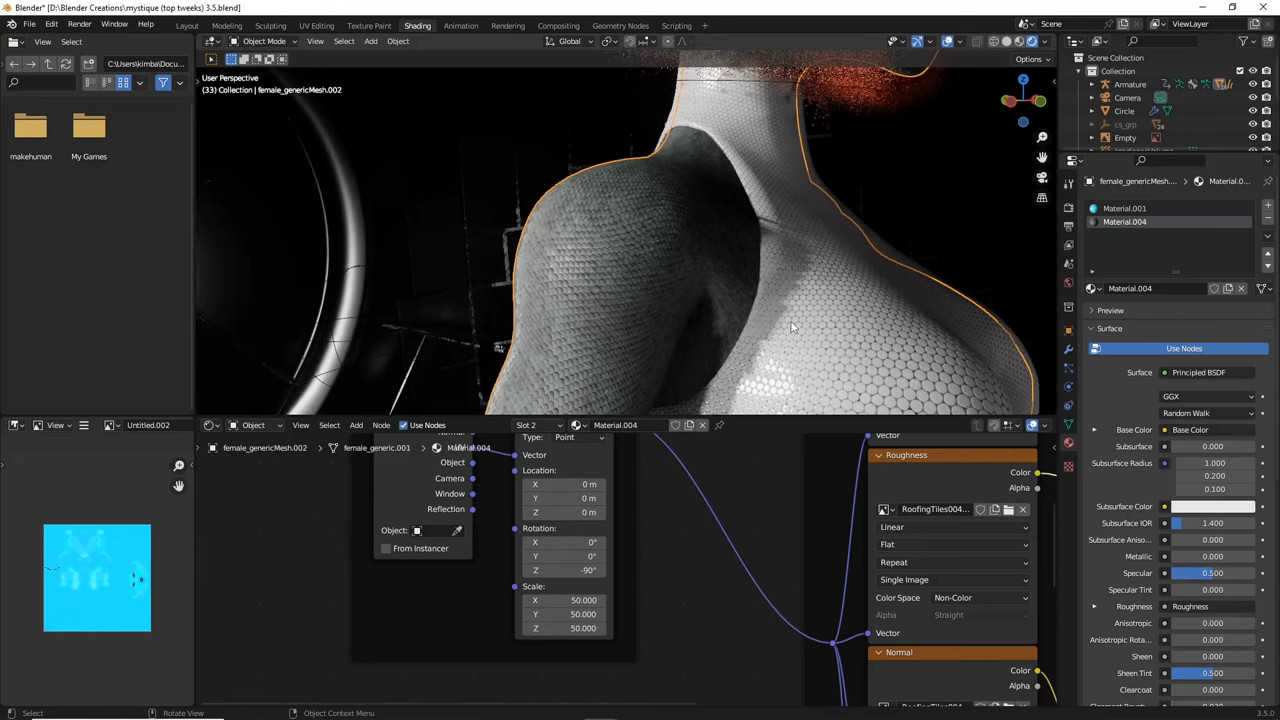 Blender* [D:\Blender Creations\mystique (top tweeks) 3.5.blend]
File Edit Render Window Help Layout Modeling Sculpting UV Editing Texture Paint Shading Animation Rendering Compositing Geometry Nodes Scripting Scene ViewLayer
View Select
C:\Users\kimba\Docu...
makehuman My Games
Object Mode View Select Add Object Global
Options
User Perspective
(33) Collection | female_genericMesh.002
Z
Scene Collection
Collection
Armature
Camera
Circle
cs_grp
24
Empty
female_genericMesh.... Material.0...
Material.001
Material.004
Material.004
Preview
Surface
Use Nodes
Surface Principled BSDF
GGX
Random Walk
Base Color Base Color
Subsurface 0.000
Subsurface Radius 1.000
0.200
0.100
Subsurface Color
Subsurface IOR 1.400
Subsurface Aniso... 0.000
Metallic 0.000
Specular 0.500
Specular Tint 0.000
Roughness Roughness
Anisotropic 0.000
Anisotropic Rota... 0.000
Sheen 0.000
Sheen Tint 0.500
Clearcoat 0.000
View Untitled.002
Object View Select Add Node Use Nodes Slot 2 Material.004
female_genericMesh.002 female_generic.001 Material.004
Object
Camera
Window
Reflection
Object:
From Instancer
Type: Point
Vector
Location:
X 0 m
Y 0 m
Z 0 m
Rotation:
X 0°
Y 0°
Z -90°
Scale:
X 50.000
Y 50.000
Z 50.000
Vector
Roughness
Color
Alpha
RoofingTiles004...
Linear
Flat
Repeat
Single Image
Color Space Non-Color
Alpha Straight
Vector
Normal
Color
Alpha
Select Rotate View Object Context Menu 3.5.0